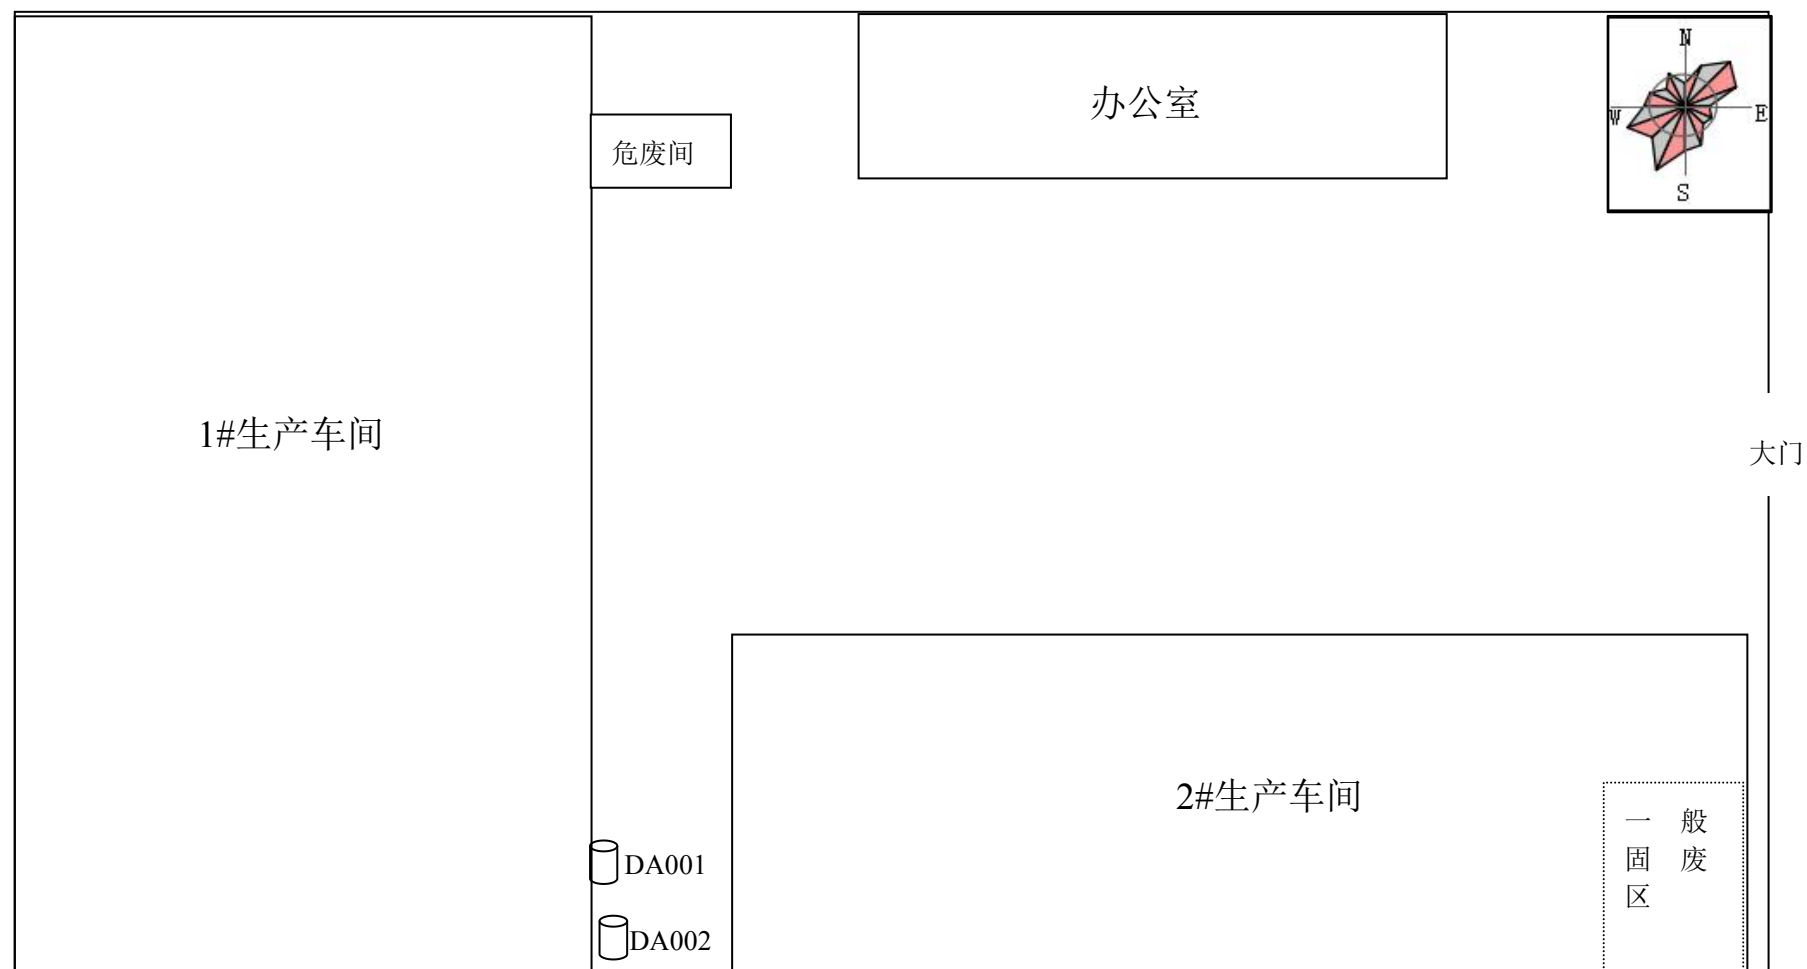 办公室
N
W
E
S
危废间
1#生产车间
大门
2#生产车间
一 般
固 废
区
DA001
DA002